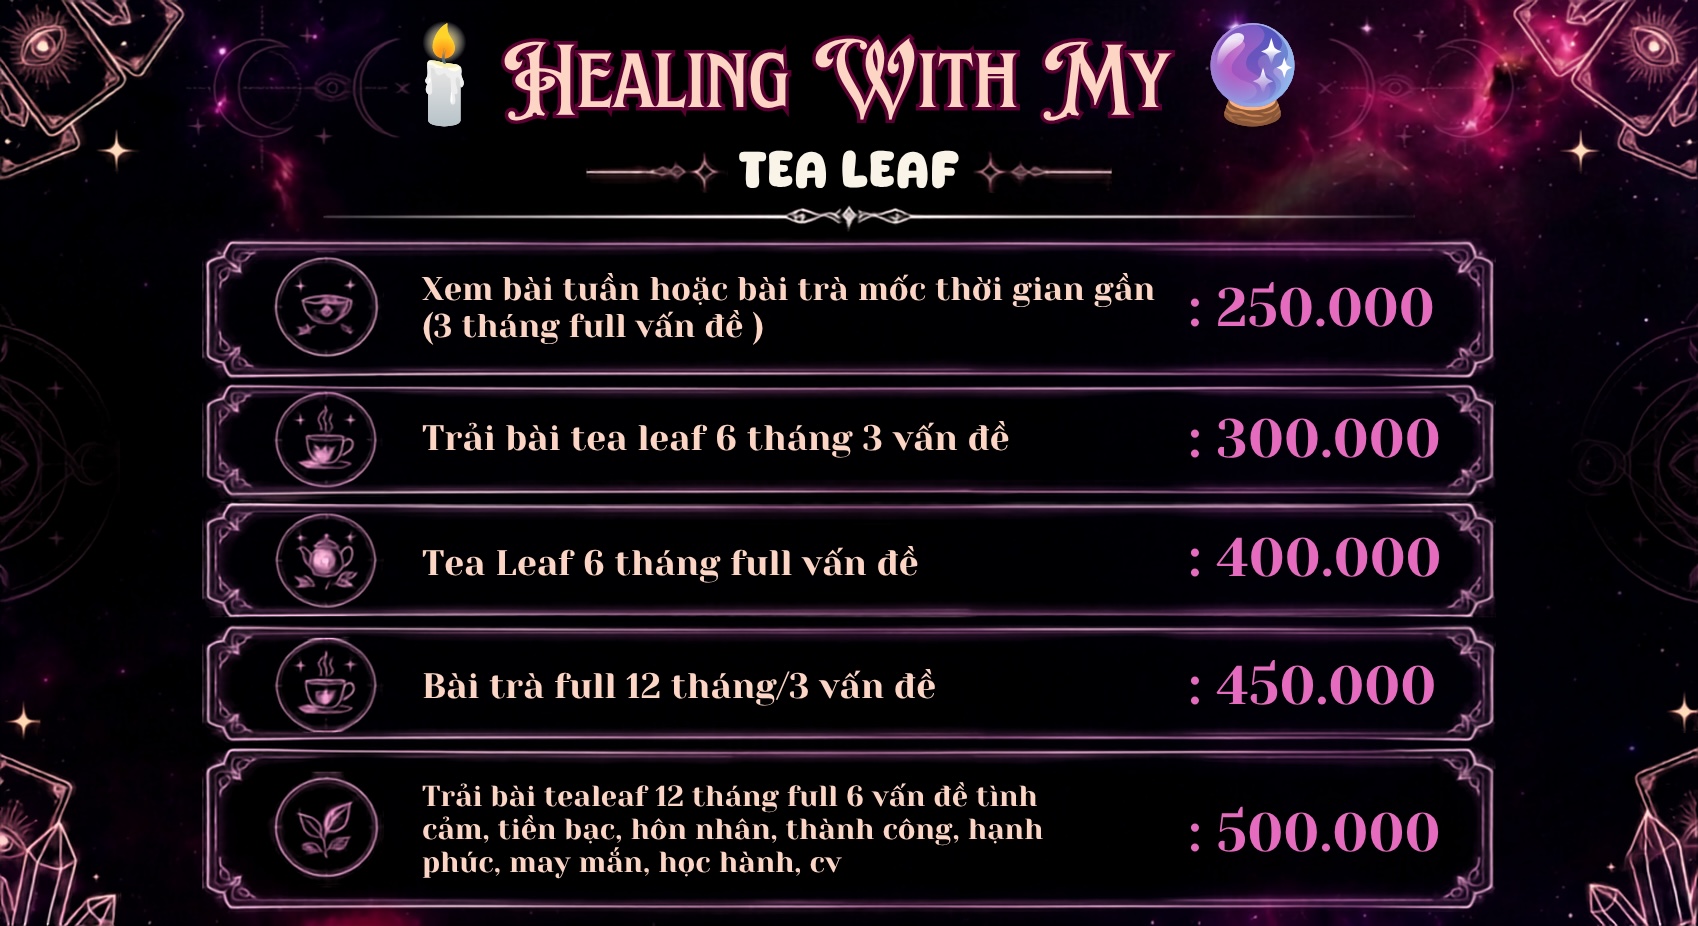 Healing With My
TEA LEAF
Xem bài tuần hoặc bài trà mốc thời gian gần : 250.000
(3 tháng full vấn đề )
Trải bài tea leaf 6 tháng 3 vấn đề : 300.000
Tea Leaf 6 tháng full vấn đề : 400.000
Bài trà full 12 tháng/3 vấn đề : 450.000
Trải bài tealeaf 12 tháng full 6 vấn đề tình
cảm, tiền bạc, hôn nhân, thành công, hạnh : 500.000
phúc, may mắn, học hành, cv